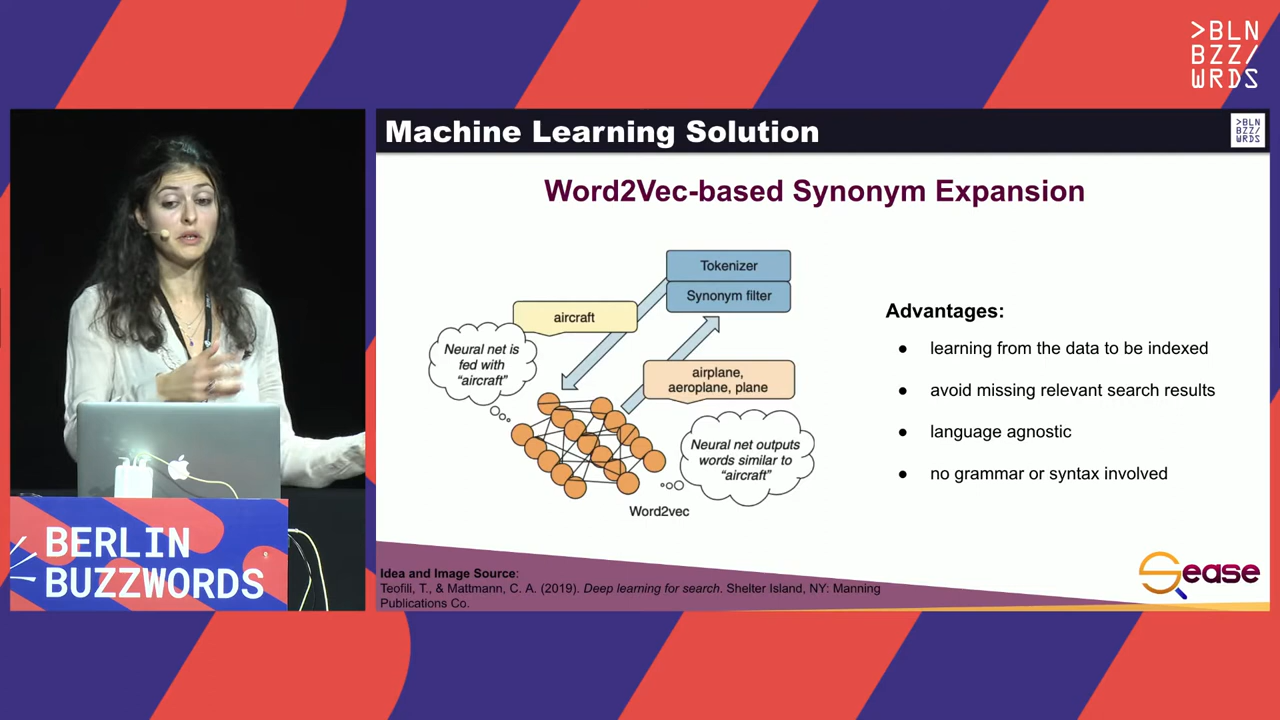 >BLN
BZZ/
WRDS
Machine Learning Solution
>BLN
BZZ/
WRDS
Word2Vec-based Synonym Expansion
Tokenizer
Synonym filter
aircraft
Neural net is
fed with
“aircraft”
airplane,
aeroplane, plane
Neural net outputs
words similar to
“aircraft”
Word2vec
Advantages:
● learning from the data to be indexed
● avoid missing relevant search results
● language agnostic
● no grammar or syntax involved
Idea and Image Source:
Teofili, T., & Mattmann, C. A. (2019). Deep learning for search. Shelter Island, NY: Manning
Publications Co.
Sease
BERLIN
BUZZWORDS